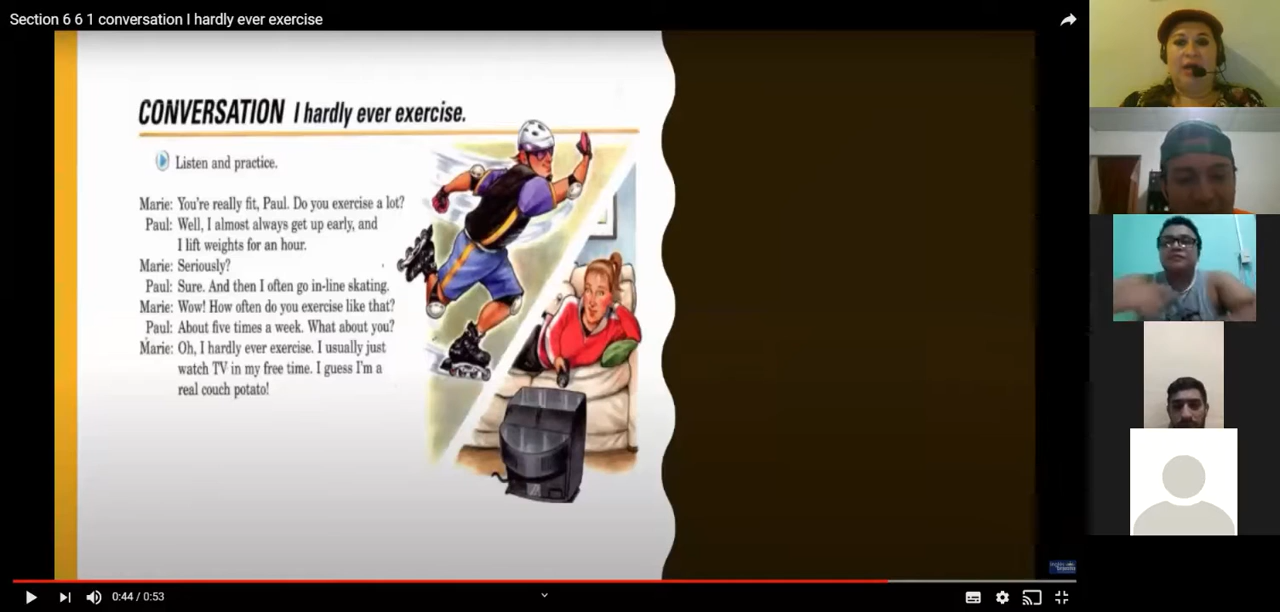 Section 6 6 1 conversation I hardly ever exercise
CONVERSATION I hardly ever exercise.
Listen and practice.
Marie: You're really fit, Paul. Do you exercise a lot?
Paul: Well, I almost always get up early, and
I lift weights for an hour.
Marie: Seriously?
Paul: Sure. And then I often go in-line skating.
Marie: Wow! How often do you exercise like that?
Paul: About five times a week. What about you?
Marie: Oh, I hardly ever exercise. I usually just
watch TV in my free time. I guess I'm a
real couch potato!
0:44 / 0:53